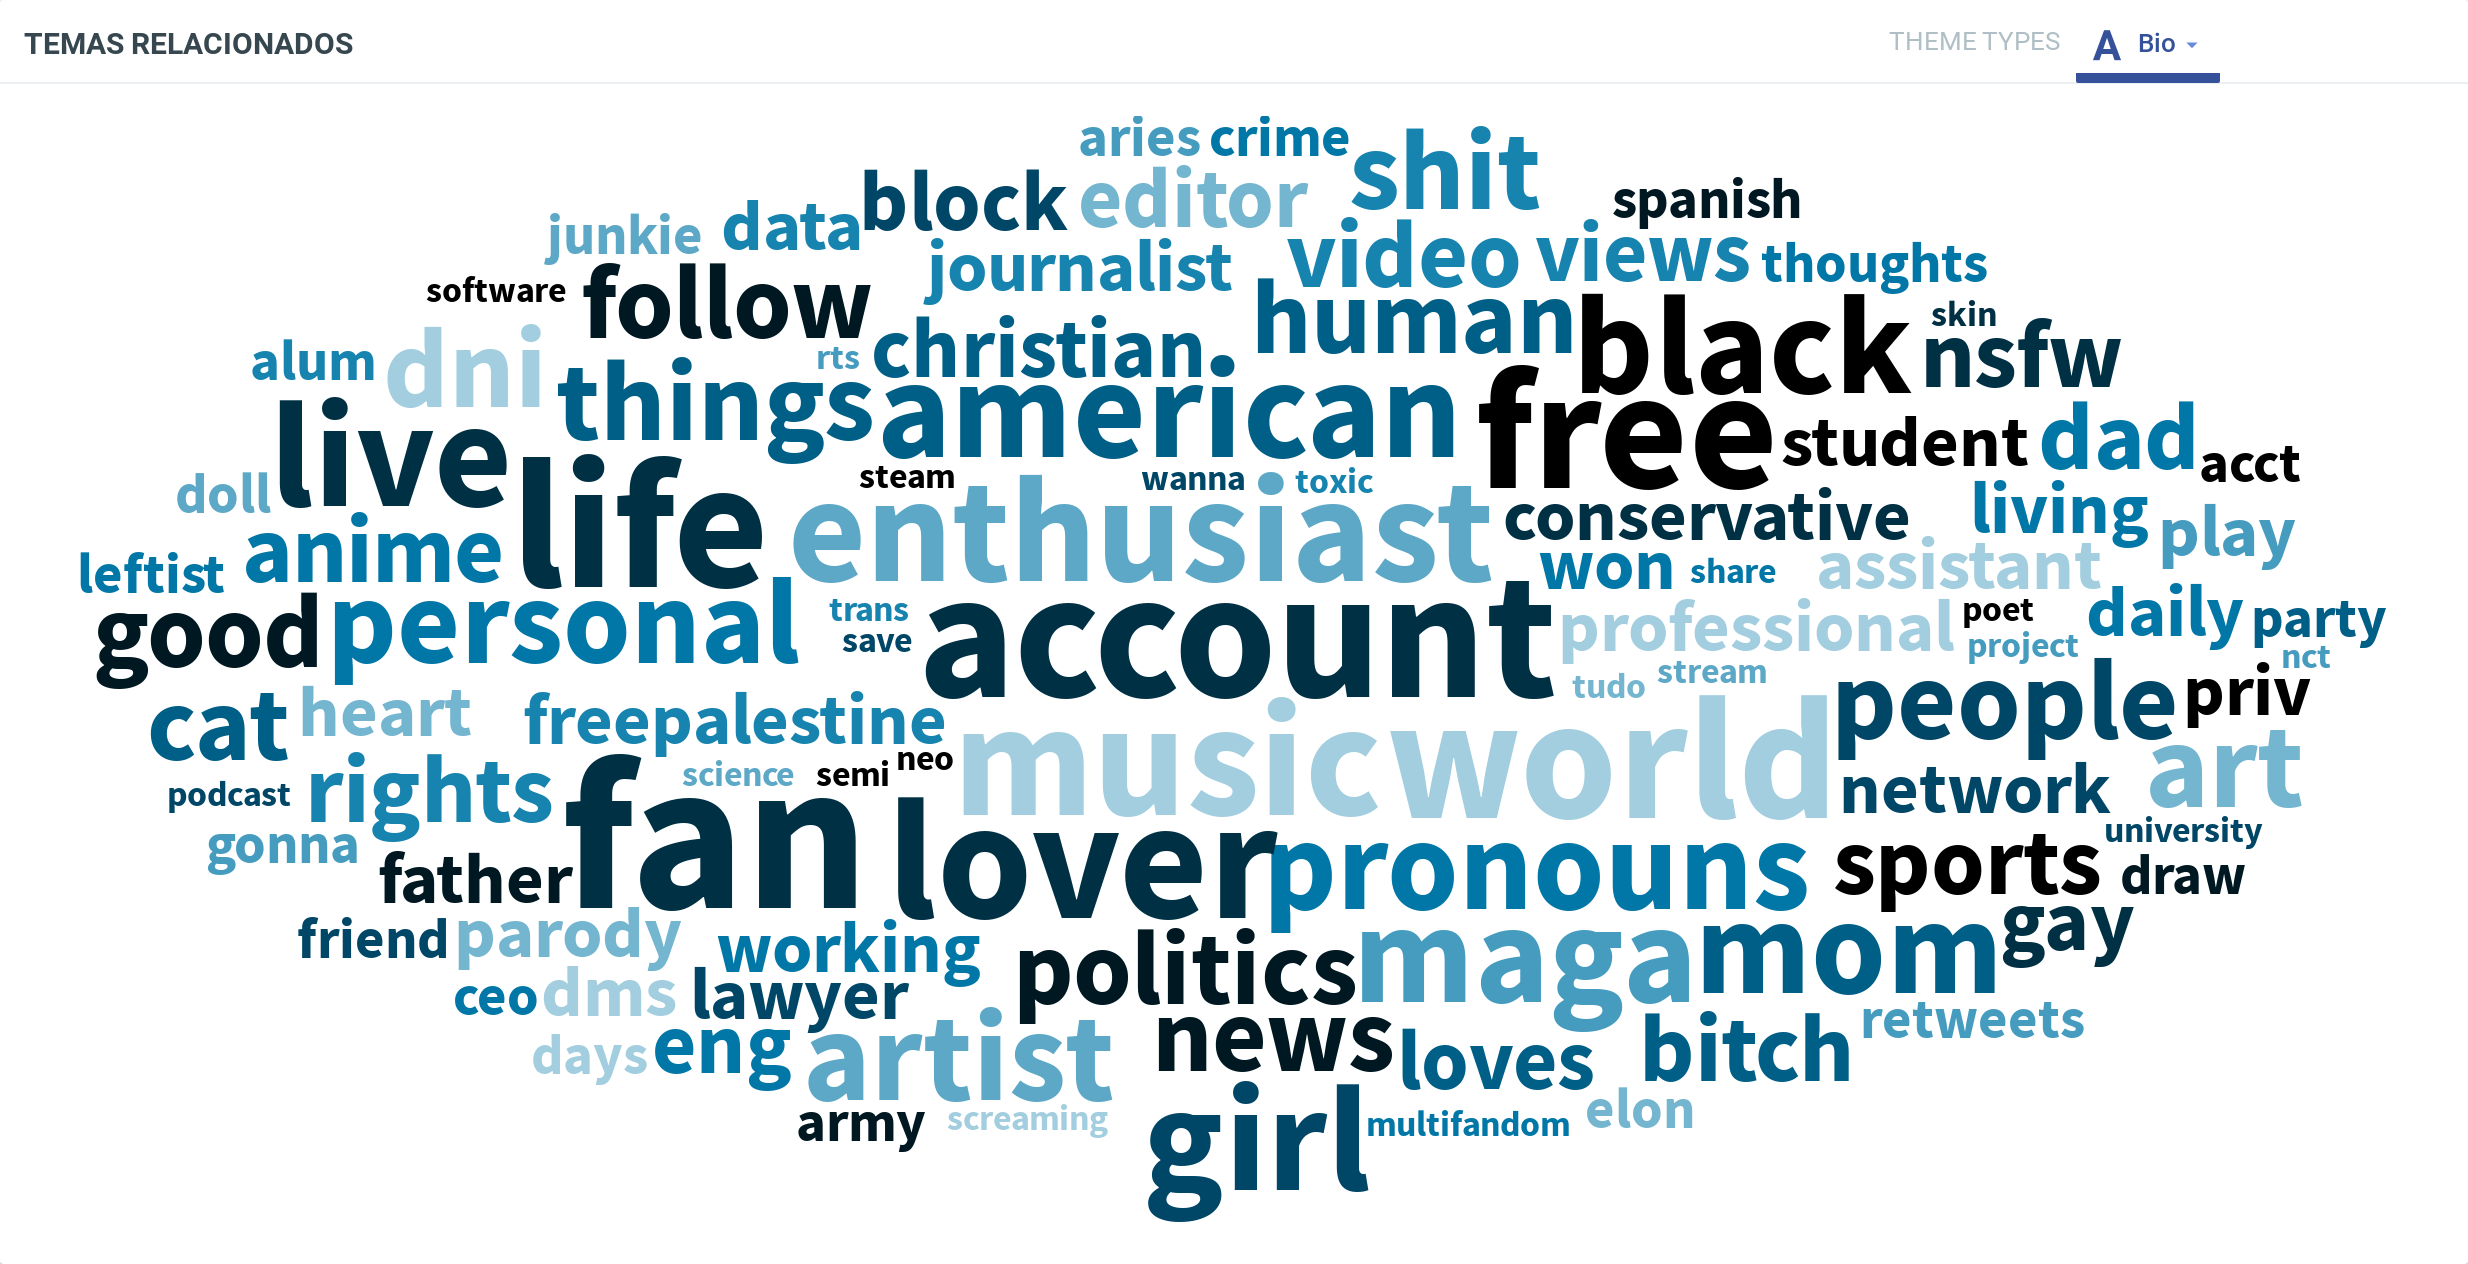 TEMAS RELACIONADOS
THEME TYPES A Bio
aries crime shit
block editor spanish
junkie data journalist video views thoughts
software follow human black skin
alum dni rts christian nsfw
things american free
live student dad acct
doll life steam wanna toxic conservative living play
leftist anime enthusiast won share assistant
good personal trans account professional poet daily party
save project nct
tudo stream
cat heart freepalestine music world people priv
rights science semi neo network art
podcast
gonna fan lover pronouns sports university
father draw
friend parody working politics maga mom gay
ceo dms lawyer
days eng artist news loves bitch retweets
army screaming girl multifandom elon